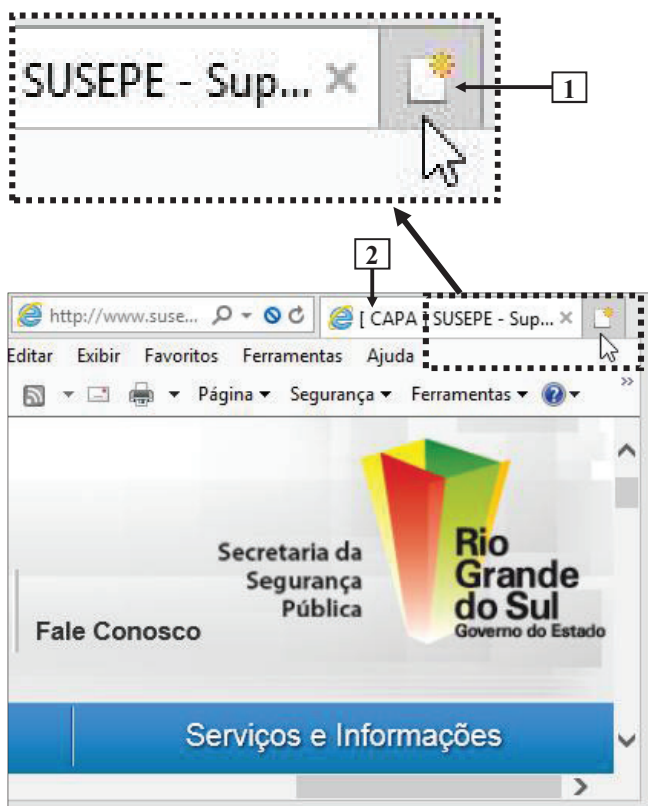 SUSEPE - Sup...
1
2
http://www.suse...
[ CAPA ] SUSEPE - Sup...
Editar Exibir Favoritos Ferramentas Ajuda
Página Segurança Ferramentas ? »
Secretaria da
Segurança
Pública
Rio
Grande
do Sul
Governo do Estado
Fale Conosco
Serviços e Informações